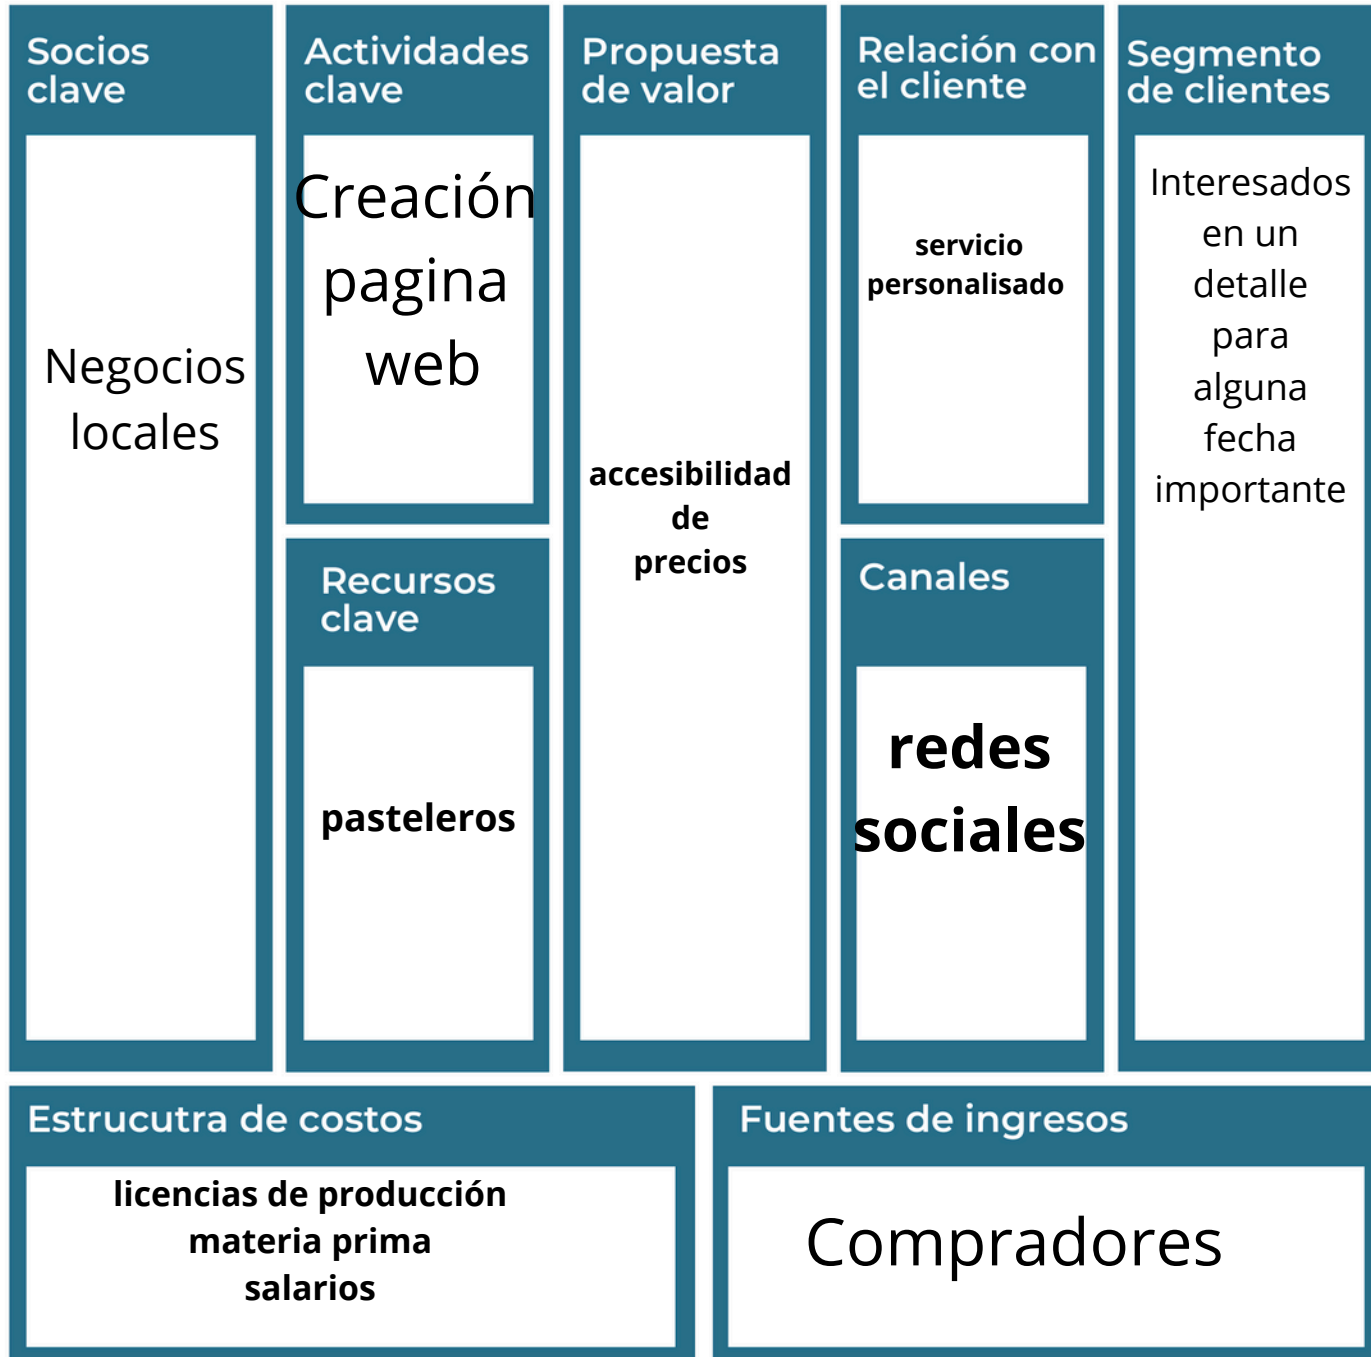 Socios
clave
Negocios
locales
Actividades
clave
Creación
pagina
web
Recursos
clave
pasteleros
Propuesta
de valor
accesibilidad
de
precios
Relación con
el cliente
servicio
personalisado
Canales
redes
sociales
Segmento
de clientes
Interesados
en un
detalle
para
alguna
fecha
importante
Estrucutra de costos
licencias de producción
materia prima
salarios
Fuentes de ingresos
Compradores